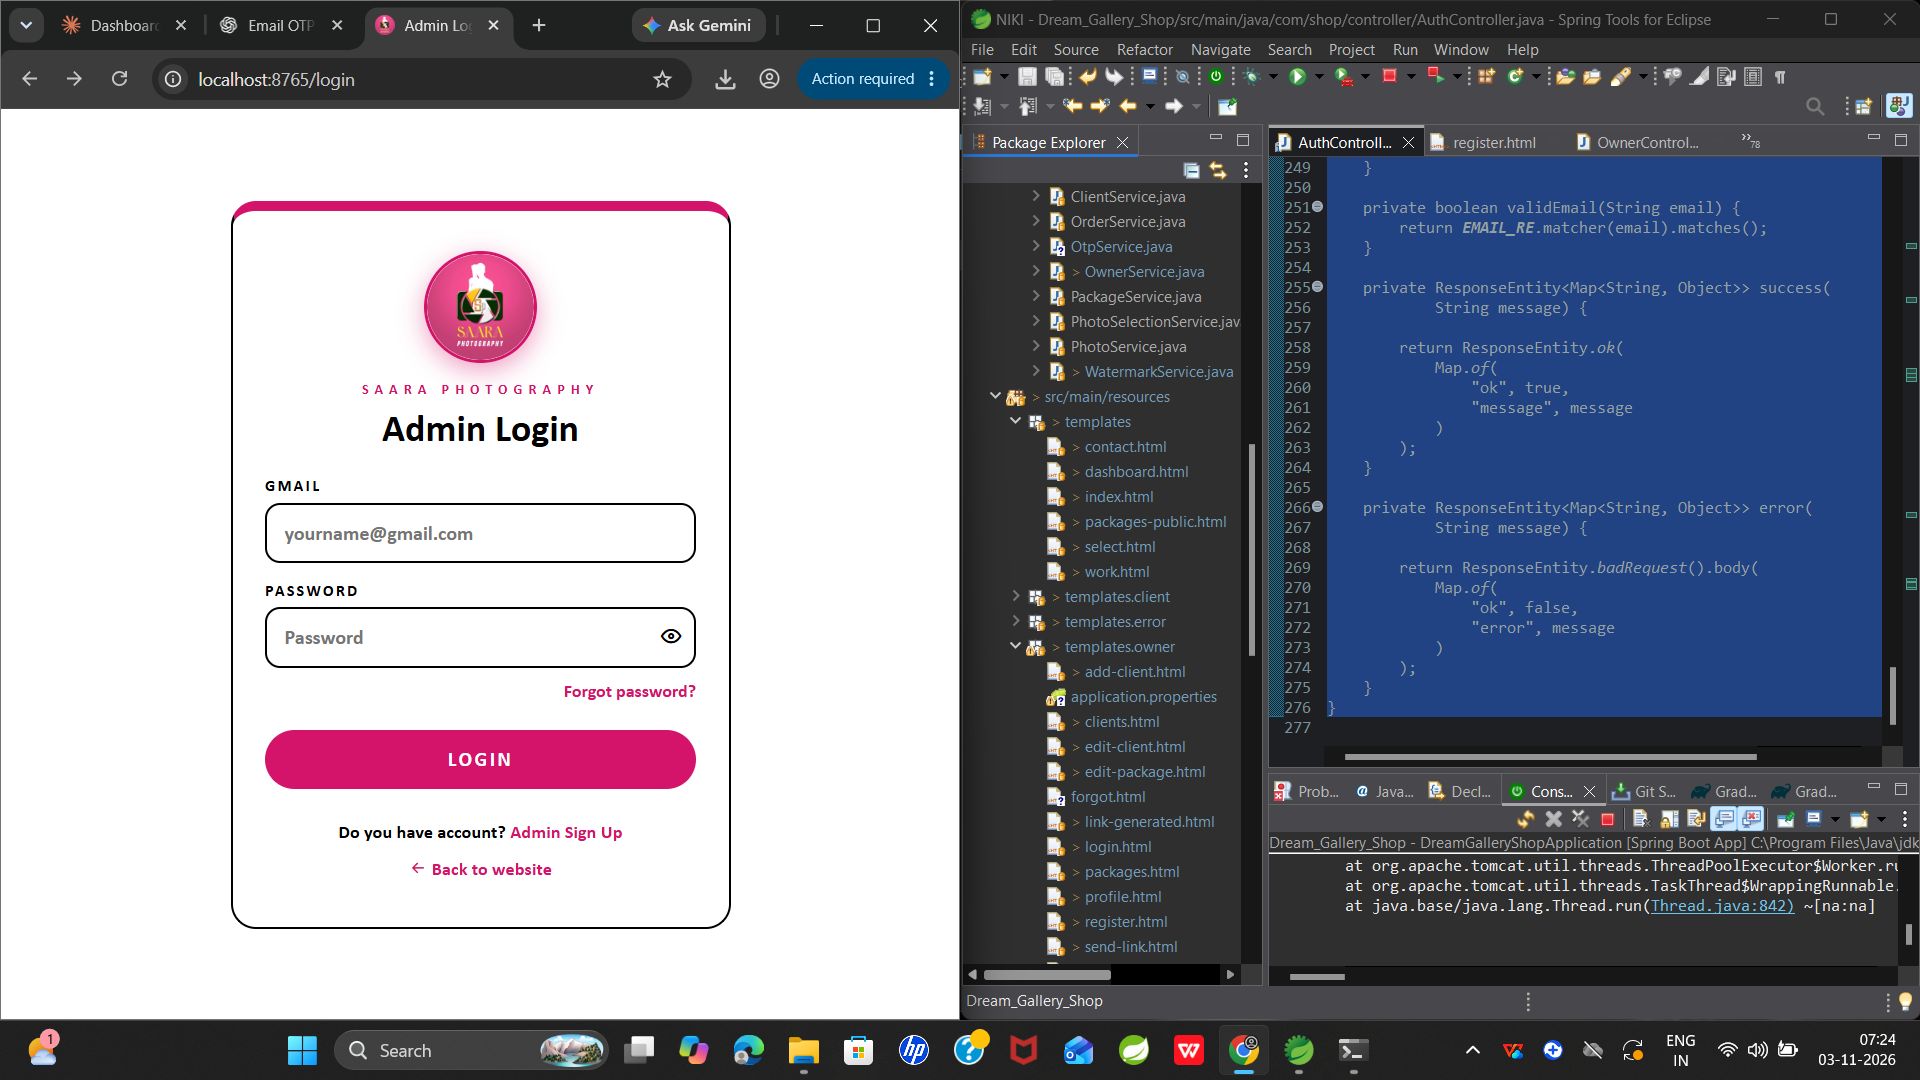 Dashboar
Email OTP
Admin Lo
Ask Gemini
localhost:8765/login
Action required
SAARA
PHOTOGRAPHY
SAARA PHOTOGRAPHY
Admin Login
GMAIL
yourname@gmail.com
PASSWORD
Password
Forgot password?
LOGIN
Do you have account? Admin Sign Up
← Back to website
NIKI - Dream_Gallery_Shop/src/main/java/com/shop/controller/AuthController.java - Spring Tools for Eclipse
File Edit Source Refactor Navigate Search Project Run Window Help
Package Explorer
ClientService.java
OrderService.java
OtpService.java
> OwnerService.java
PackageService.java
PhotoSelectionService.jav
PhotoService.java
> WatermarkService.java
> src/main/resources
> templates
> contact.html
> dashboard.html
> index.html
> packages-public.html
> select.html
> work.html
> templates.client
> templates.error
> templates.owner
> add-client.html
application.properties
> clients.html
> edit-client.html
> edit-package.html
forgot.html
> link-generated.html
> login.html
> packages.html
> profile.html
> register.html
> send-link.html
AuthControll... register.html OwnerControl... »78
249 }
250
251 private boolean validEmail(String email) {
252 return EMAIL_RE.matcher(email).matches();
253 }
254
255 private ResponseEntity<Map<String, Object>> success(
256 String message) {
257
258 return ResponseEntity.ok(
259 Map.of(
260 "ok", true,
261 "message", message
262 )
263 );
264 }
265
266 private ResponseEntity<Map<String, Object>> error(
267 String message) {
268
269 return ResponseEntity.badRequest().body(
270 Map.of(
271 "ok", false,
272 "error", message
273 )
274 );
275 }
276 }
277
Prob... Java... Decl... Cons... Git S... Grad... Grad...
Dream_Gallery_Shop - DreamGalleryShopApplication [Spring Boot App] C:\Program Files\Java\jdk
at org.apache.tomcat.util.threads.ThreadPoolExecutor$Worker.ru
at org.apache.tomcat.util.threads.TaskThread$WrappingRunnable.
at java.base/java.lang.Thread.run(Thread.java:842) ~[na:na]
Dream_Gallery_Shop
1
Search
hp
ENG
IN
07:24
03-11-2026